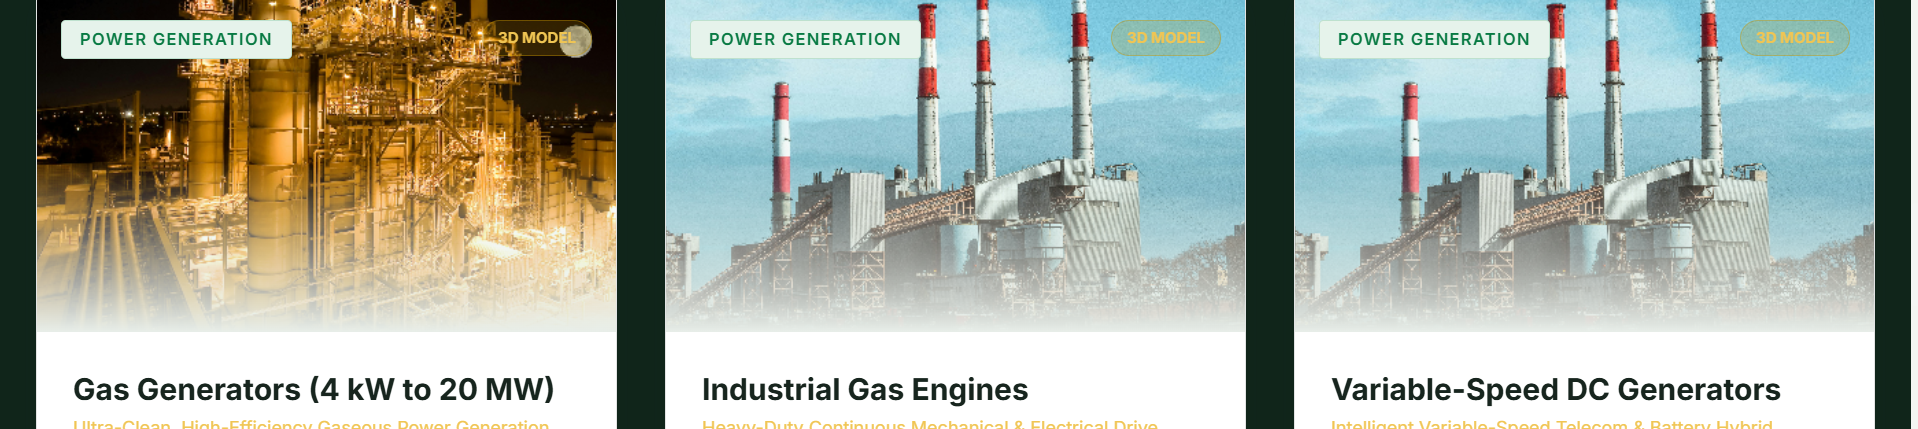 POWER GENERATION
3D MODEL
POWER GENERATION
3D MODEL
POWER GENERATION
3D MODEL
Gas Generators (4 kW to 20 MW)
Ultra-Clean, High-Efficiency Gaseous Power Generation
Industrial Gas Engines
Heavy-Duty Continuous Mechanical & Electrical Drive
Variable-Speed DC Generators
Intelligent Variable-Speed Telecom & Battery Hybrid